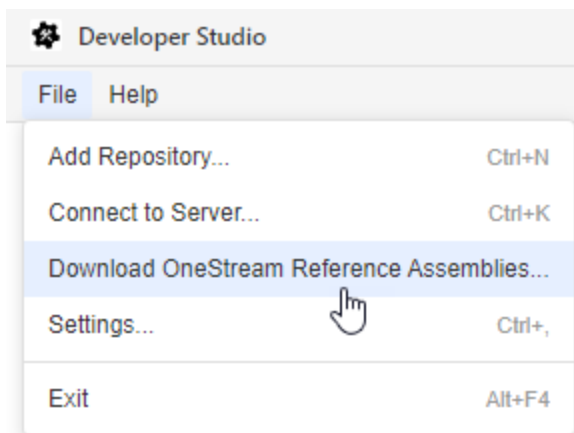 Developer Studio
File Help
Add Repository... Ctrl+N
Connect to Server... Ctrl+K
Download OneStream Reference Assemblies...
Settings... Ctrl+,
Exit Alt+F4